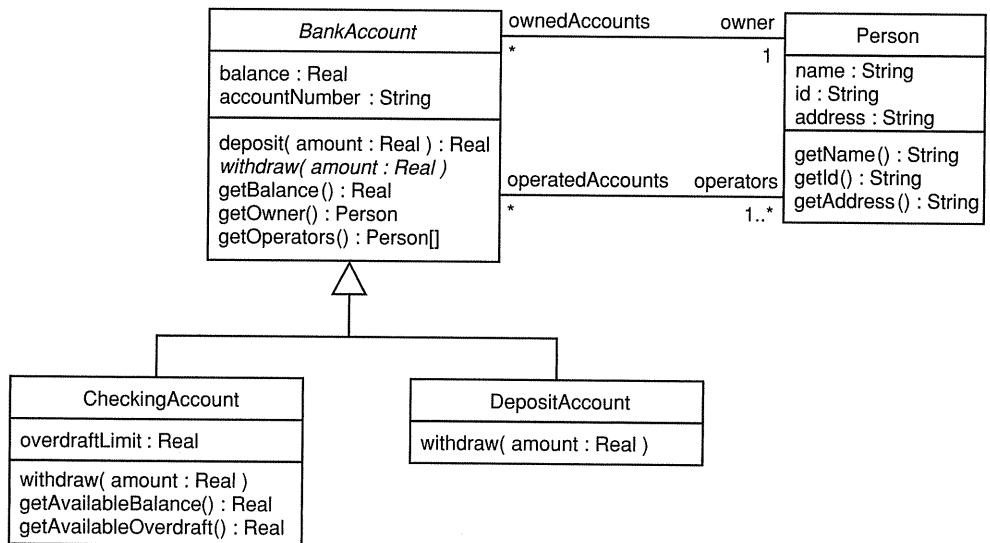 BankAccount
balance : Real
accountNumber : String
deposit( amount : Real ) : Real
withdraw( amount : Real )
getBalance() : Real
getOwner() : Person
getOperators() : Person[]
ownedAccounts owner
* 1
operatedAccounts operators
* 1..*
Person
name : String
id : String
address : String
getName() : String
getId() : String
getAddress() : String
CheckingAccount
overdraftLimit : Real
withdraw( amount : Real )
getAvailableBalance() : Real
getAvailableOverdraft() : Real
DepositAccount
withdraw( amount : Real )